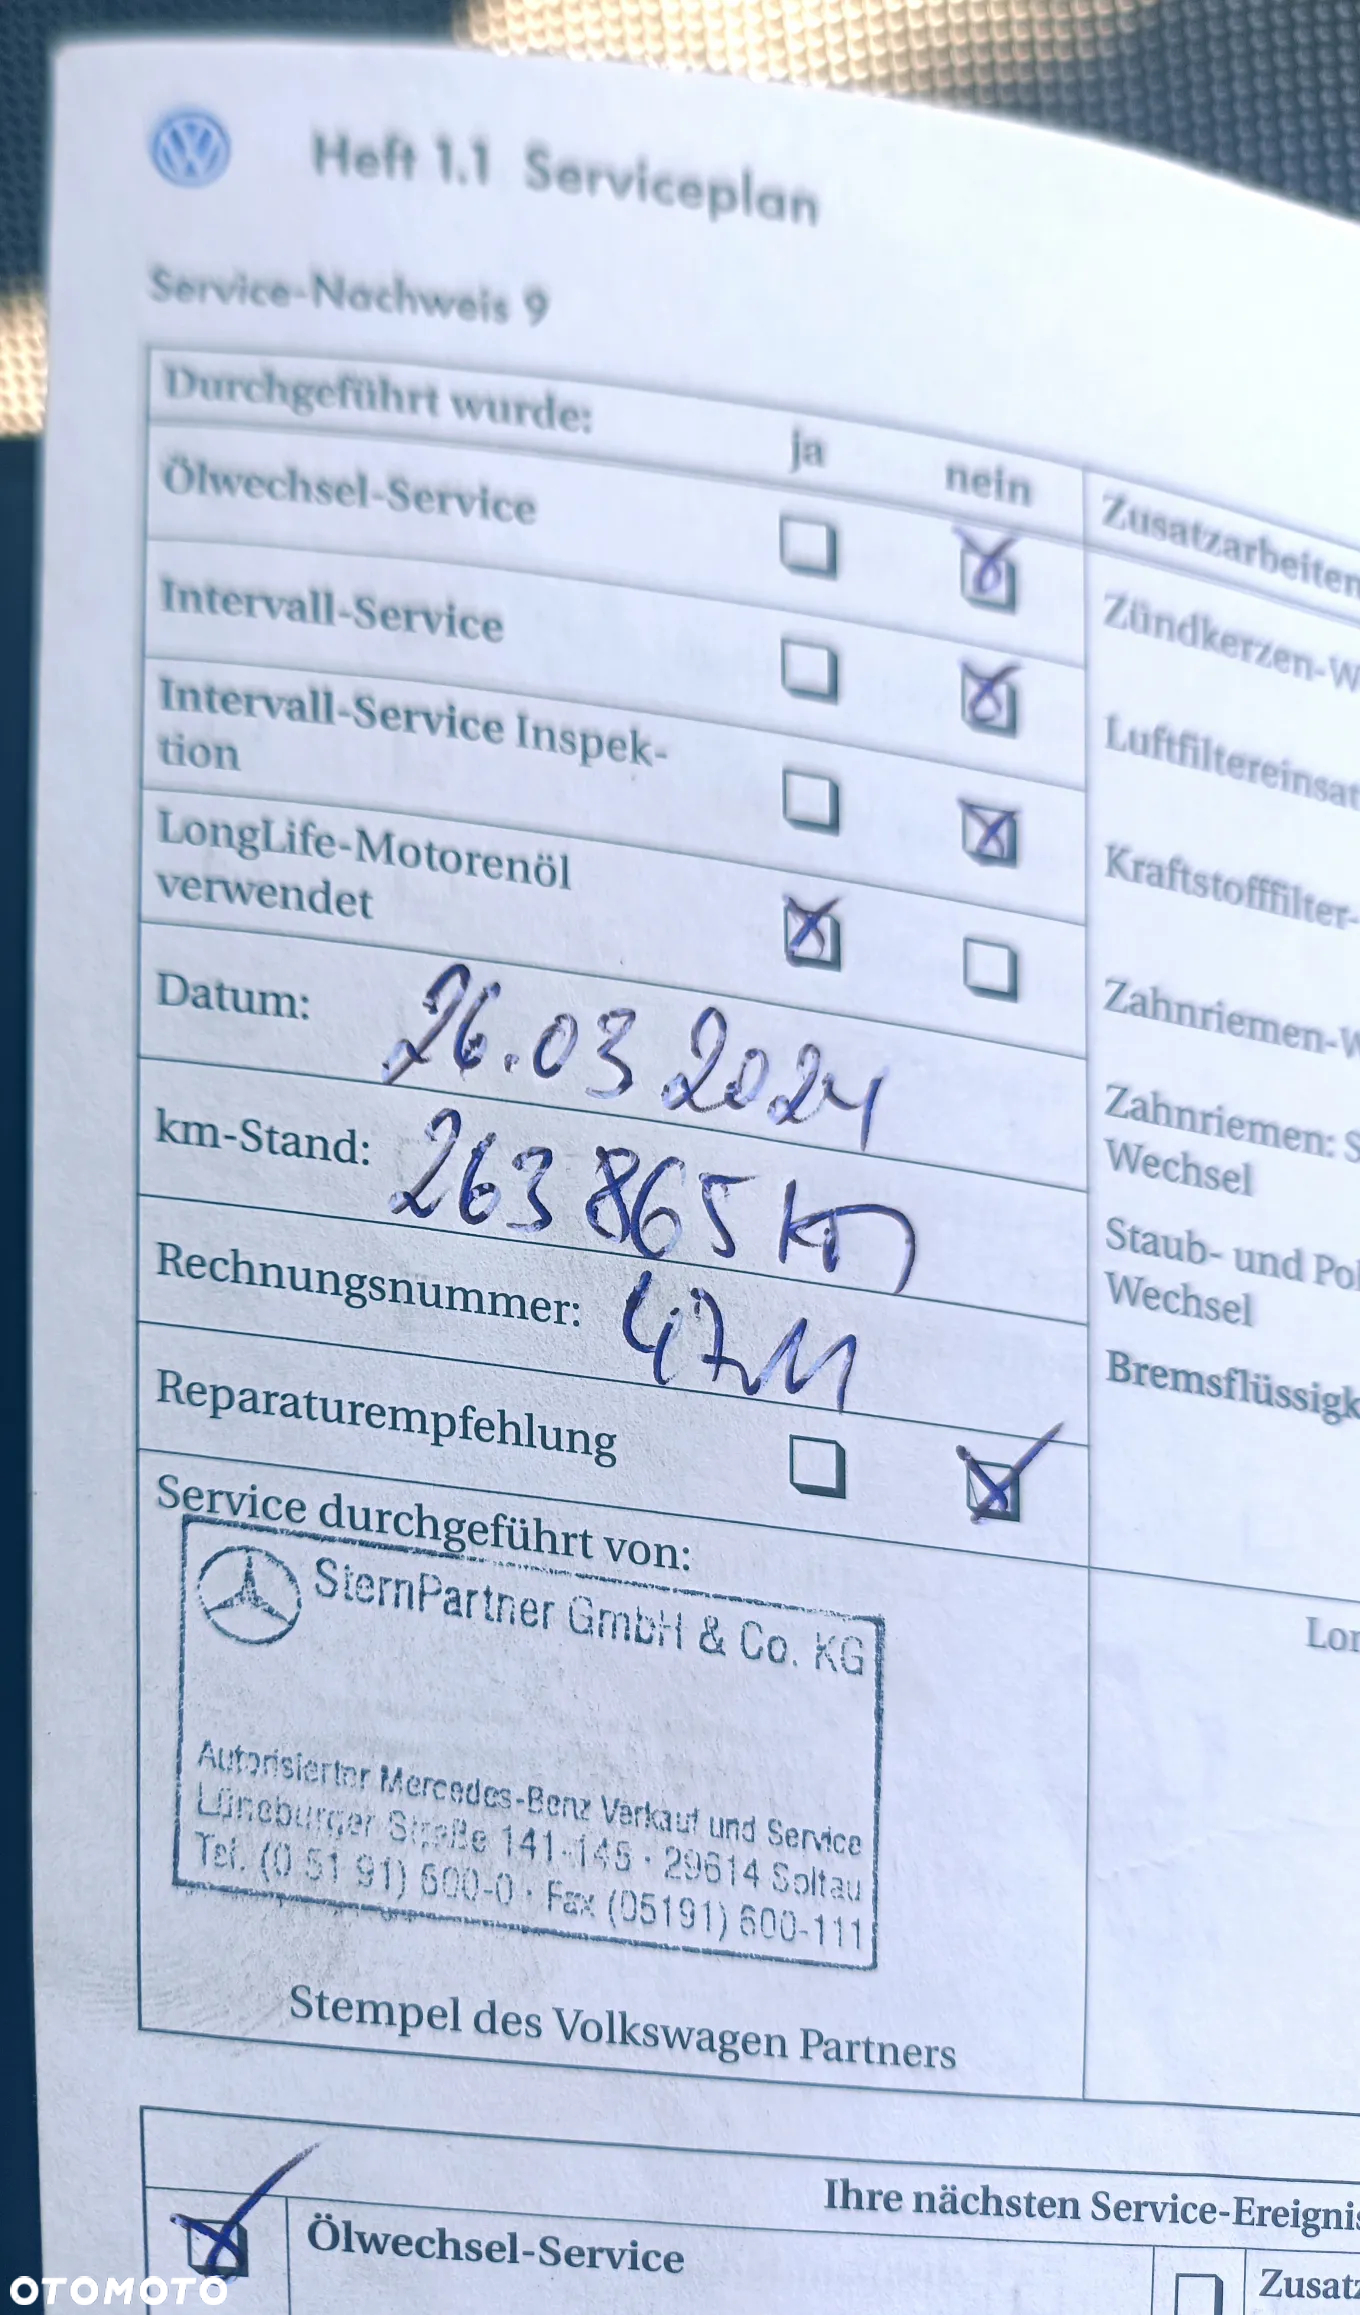 Heft 1.1 Serviceplan
Service-Nachweis 9
Durchgeführt wurde:
ja
nein
Ölwechsel-Service
Intervall-Service
Intervall-Service Inspek-
tion
LongLife-Motorenöl
verwendet
Datum: 26.03 2024
km-Stand: 263 865 km
Rechnungsnummer:
Reparaturempfehlung
Service durchgeführt von:
SternPartner GmbH & Co. KG
Autorisierter Mercedes-Benz Verkauf und Service
Lüneburger Straße 141-145 · 29614 Soltau
Tel. (0 51 91) 600-0 · Fax (05191) 600-111
Stempel des Volkswagen Partners
Zusatzarbeiten
Zündkerzen-W
Luftfiltereinsat
Kraftstofffilter-
Zahnriemen-W
Zahnriemen: S
Wechsel
Staub- und Pol
Wechsel
Bremsflüssigk
Lon
Ihre nächsten Service-Ereignis
Ölwechsel-Service
Zusatz
OTOMOTO